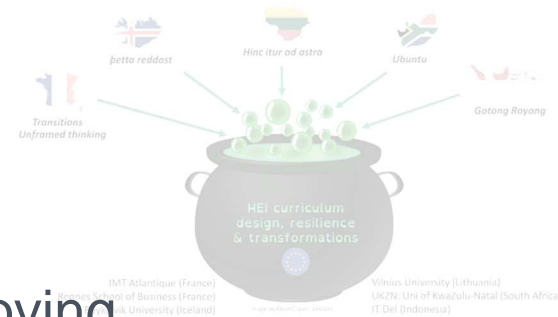 Þetta reddast
Hinc itur ad astra
Ubuntu
Gotong Royong
Transitions
Unframed thinking
HEI curriculum
design, resilience
& transformations
IMT Atlantique (France)
Rennes School of Business (France)
University (Iceland)
Vilnius University (Lithuania)
UKZN: Uni of KwaZulu-Natal (South Africa
IT Del (Indonesia)